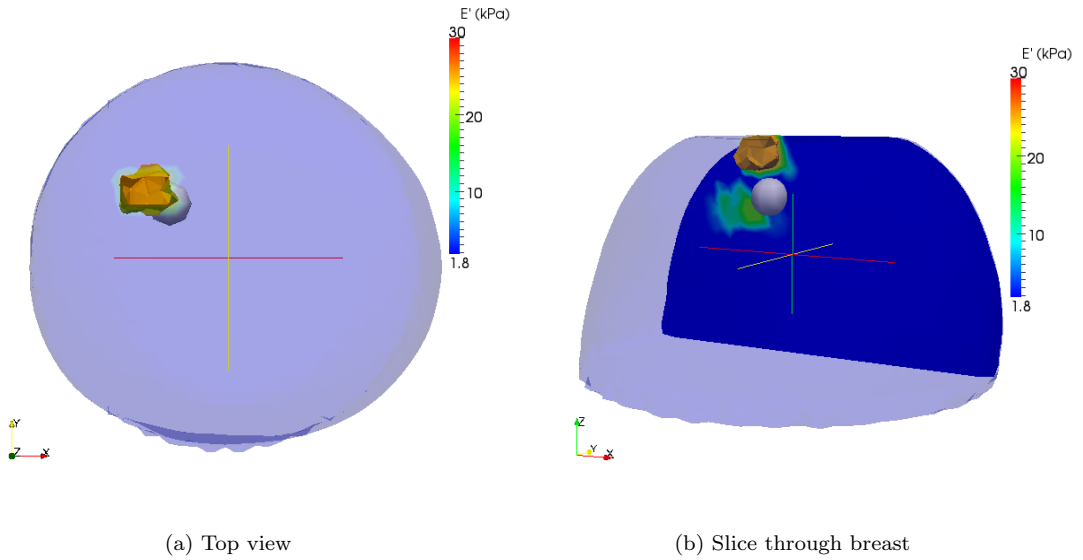 E' (kPa)
30
20
10
1.8
Y
Z
X
E' (kPa)
30
20
10
1.8
Z
Y
X
(a) Top view
(b) Slice through breast